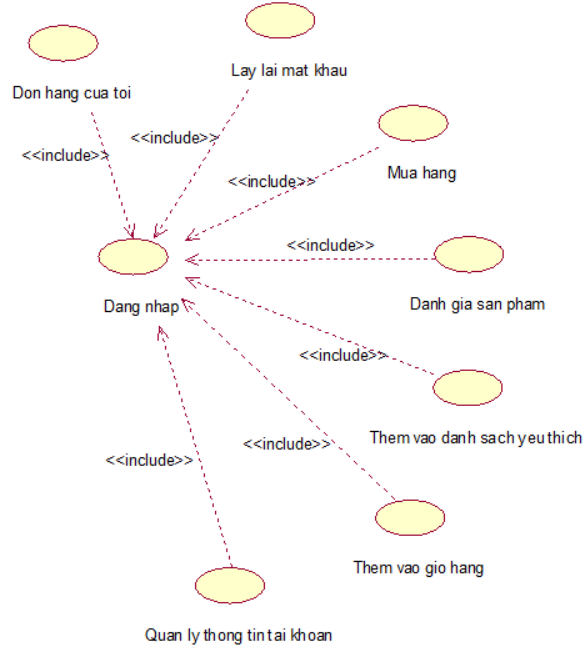 Lay lai mat khau
Don hang cua toi
<<include>>
<<include>>
Mua hang
<<include>>
<<include>>
Dang nhap
Danh gia san pham
<<include>>
Them vao danh sach yeu thich
<<include>>
<<include>>
Them vao gio hang
Quan ly thong tin tai khoan